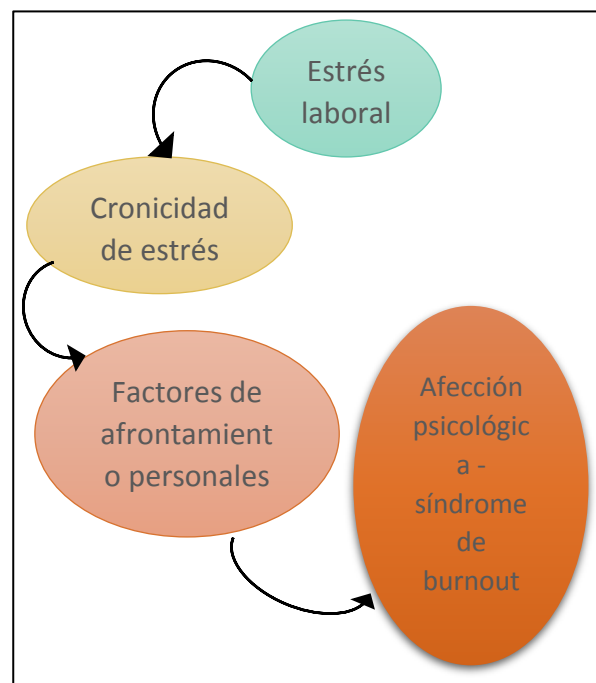 Estrés
laboral
Cronicidad
de estrés
Factores de
afrontamient
o personales
Afección
psicológic
a -
síndrome
de
burnout